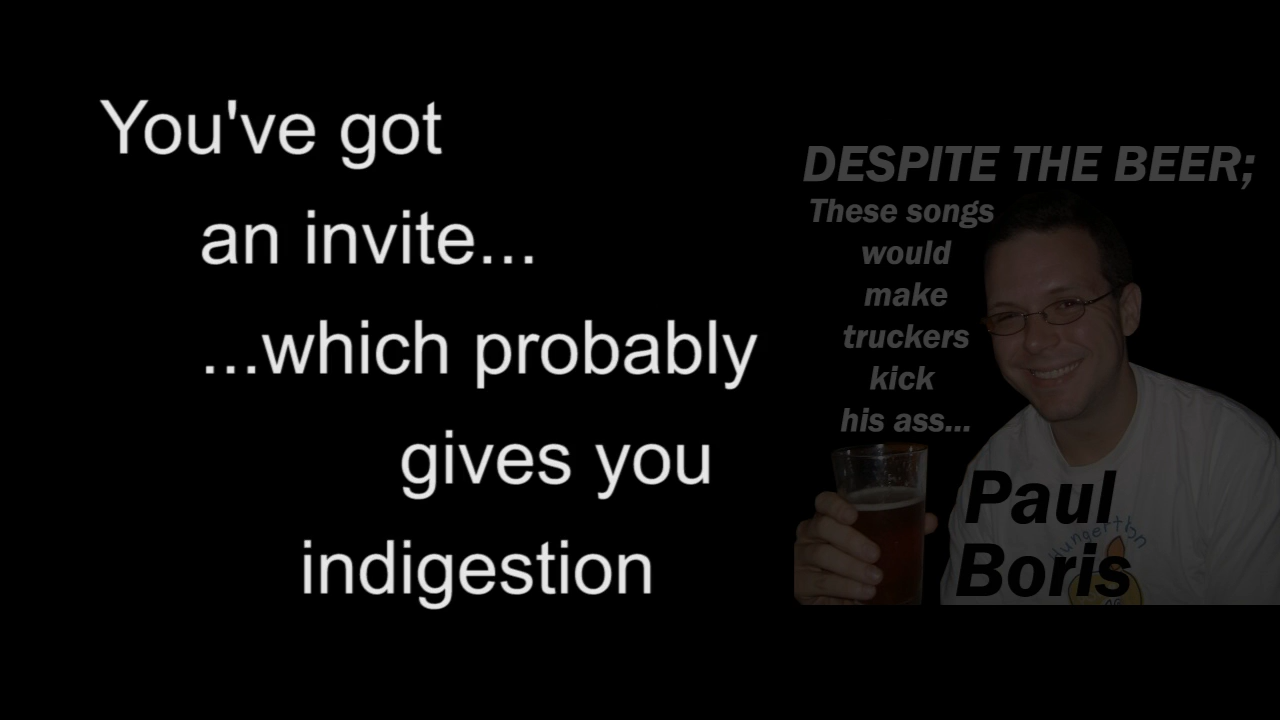 You've got
an invite...
...which probably
gives you
indigestion
DESPITE THE BEER;
These songs
would
make
truckers
kick
his ass...
Paul
Boris
Hungerthon